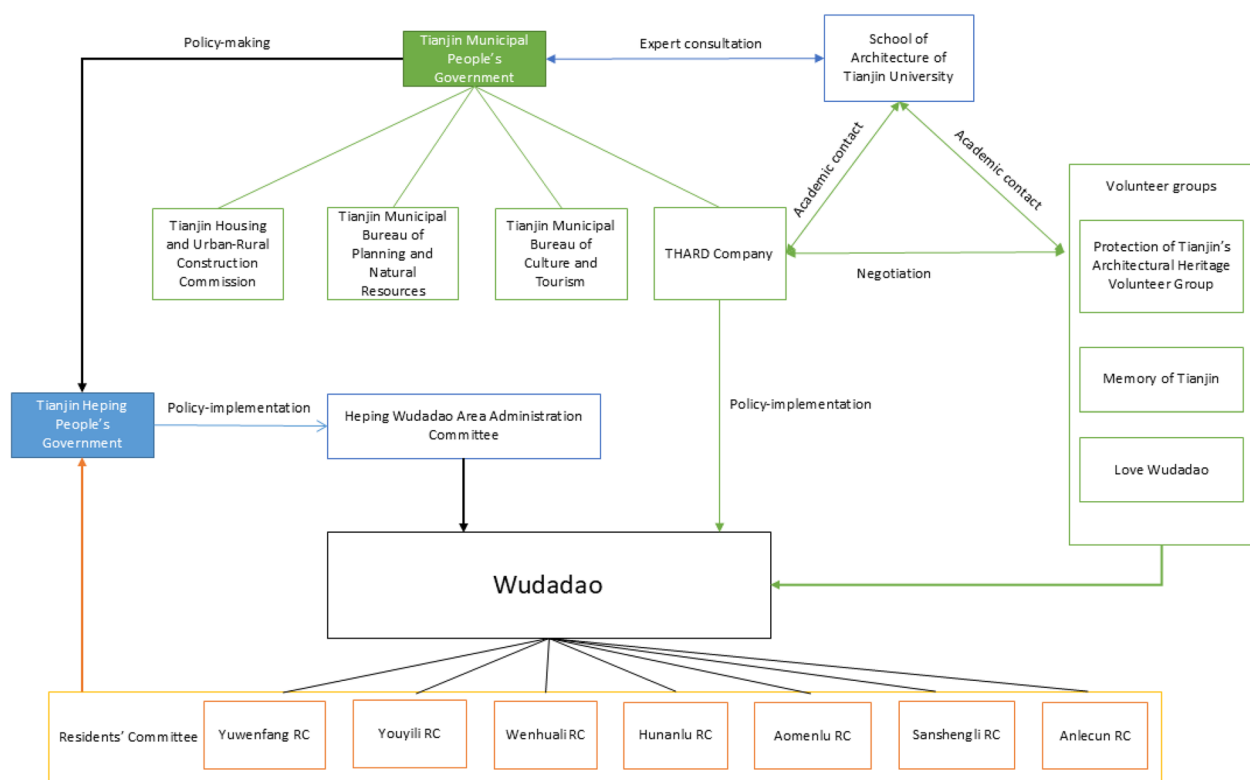 Policy-making
Tianjin Municipal
People's
Government
Expert consultation
School of
Architecture of
Tianjin University
Academic contact
Academic contact
Volunteer groups
Tianjin Housing
and Urban-Rural
Construction
Commission
Tianjin Municipal
Bureau of
Planning and
Natural
Resources
Tianjin Municipal
Bureau of
Culture and
Tourism
THARD Company
Negotiation
Protection of Tianjin's
Architectural Heritage
Volunteer Group
Memory of Tianjin
Love Wudadao
Tianjin Heping
People's
Government
Policy-implementation
Heping Wudadao Area Administration
Committee
Policy-implementation
Wudadao
Residents' Committee
Yuwenfang RC
Youyili RC
Wenhuali RC
Hunanlu RC
Aomenlu RC
Sanshengli RC
Anlecun RC